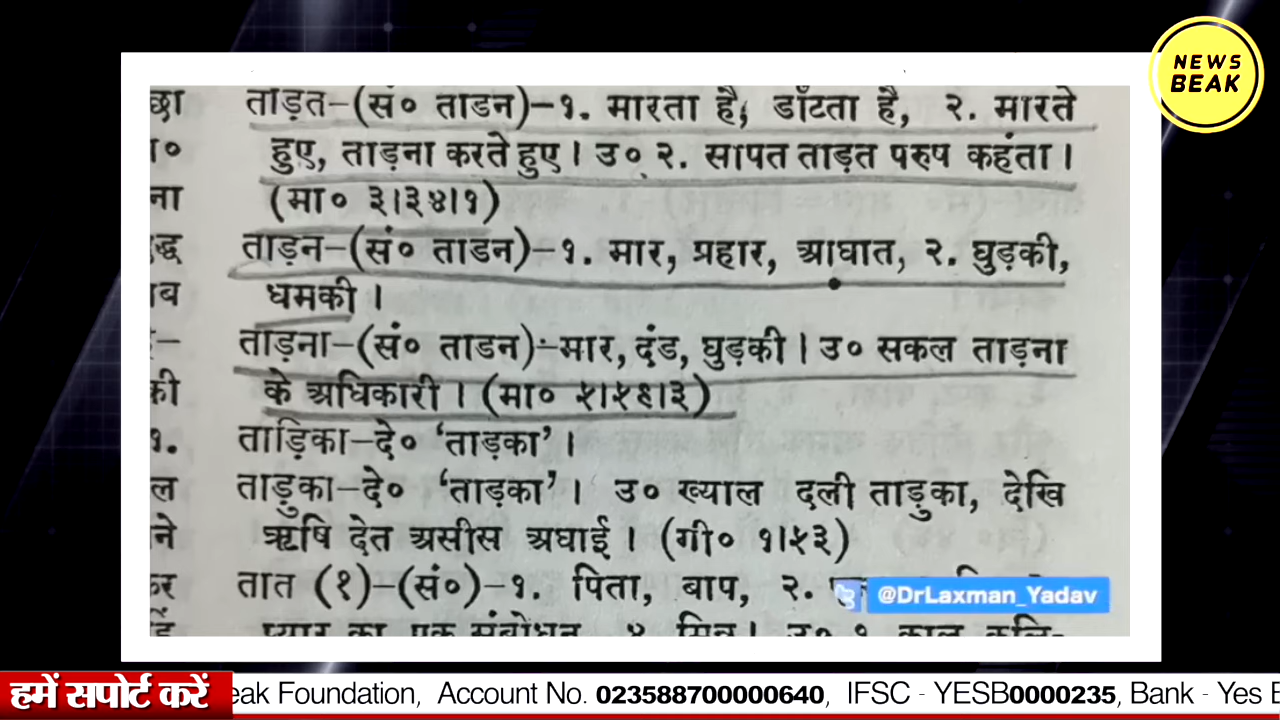 NEWS
BEAK
छा
ताड़त–(सं० ताडन)–१. मारता है, डाँटता है, २. मारते
हुए, ताड़ना करते हुए। उ० २. सापत ताड़त परुष कहंता।
ना
(मा० ३।३४।१)
ताड़न–(सं० ताडन)–१. मार, प्रहार, आघात, २. घुड़की,
धमकी।
ताड़ना–(सं० ताडन)–मार, दंड, घुड़की। उ० सकल ताड़ना
की
के अधिकारी। (मा० ५।५९।३)
१.
ताड़िका–दे० ‘ताड़का’।
ल
ताड़ुका–दे० ‘ताड़का’। उ० ख्याल दली ताड़ुका, देखि
ने
ऋषि देत असीस अघाई। (गी० १।५३)
तात (१)–(सं०)–१. पिता, बाप, २.
@DrLaxman_Yadav
हमें सपोर्ट करें
eak Foundation, Account No. 023588700000640, IFSC - YESB0000235, Bank - Yes B